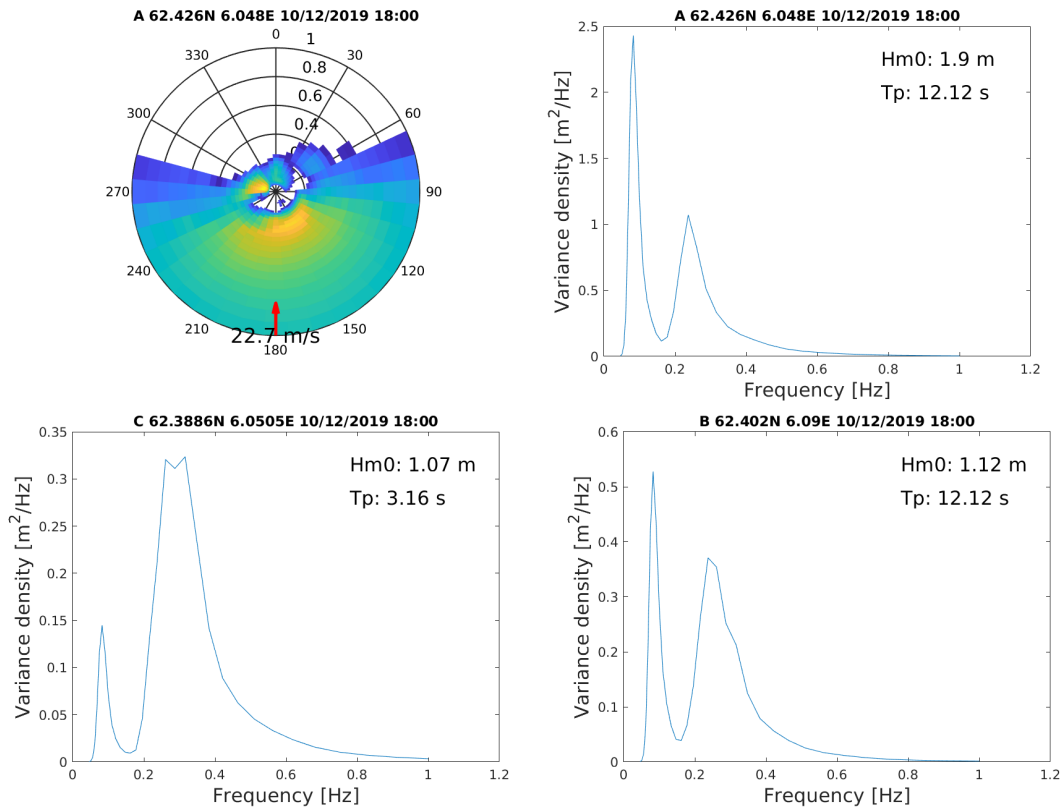 A 62.426N 6.048E 10/12/2019 18:00
0
1
330
30
0.8
0.6
300
60
0.4
270
90
240
120
210
150
22.7 m/s
180
A 62.426N 6.048E 10/12/2019 18:00
Hm0: 1.9 m
Tp: 12.12 s
Variance density [m²/Hz]
3
2.5
2
1.5
1
0.5
0
0 0.2 0.4 0.6 0.8 1 1.2
Frequency [Hz]
C 62.3886N 6.0505E 10/12/2019 18:00
Hm0: 1.07 m
Tp: 3.16 s
Variance density [m²/Hz]
0.35
0.3
0.25
0.2
0.15
0.1
0.05
0
0 0.2 0.4 0.6 0.8 1 1.2
Frequency [Hz]
B 62.402N 6.09E 10/12/2019 18:00
Hm0: 1.12 m
Tp: 12.12 s
Variance density [m²/Hz]
0.6
0.5
0.4
0.3
0.2
0.1
0
0 0.2 0.4 0.6 0.8 1 1.2
Frequency [Hz]